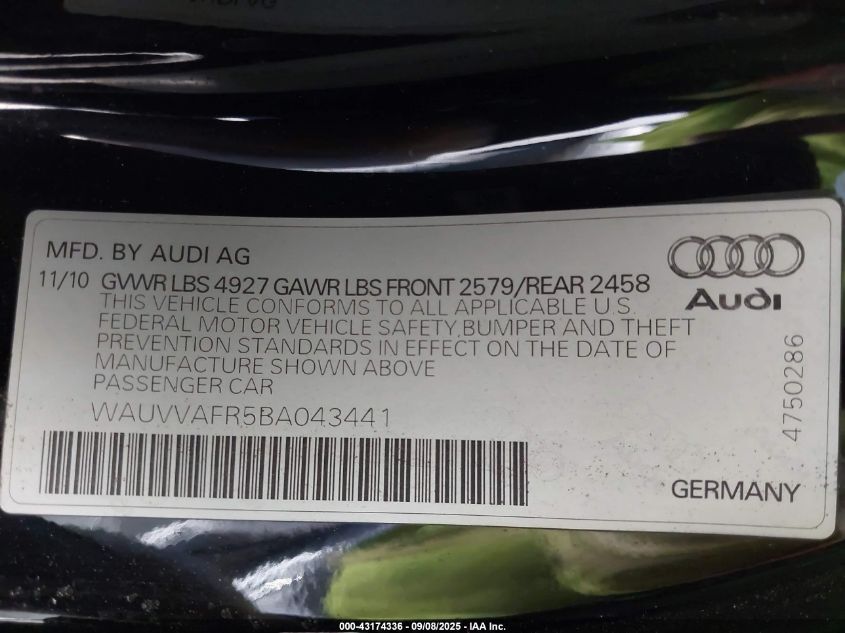 MFD. BY AUDI AG
11/10 GVWR LBS 4927 GAWR LBS FRONT 2579/REAR 2458
THIS VEHICLE CONFORMS TO ALL APPLICABLE U.S.
FEDERAL MOTOR VEHICLE SAFETY, BUMPER AND THEFT
PREVENTION STANDARDS IN EFFECT ON THE DATE OF
MANUFACTURE SHOWN ABOVE
PASSENGER CAR
WAUVVAFR5BA043441
Audi
4750286
GERMANY
000-43174336 - 09/08/2025 - IAA Inc.